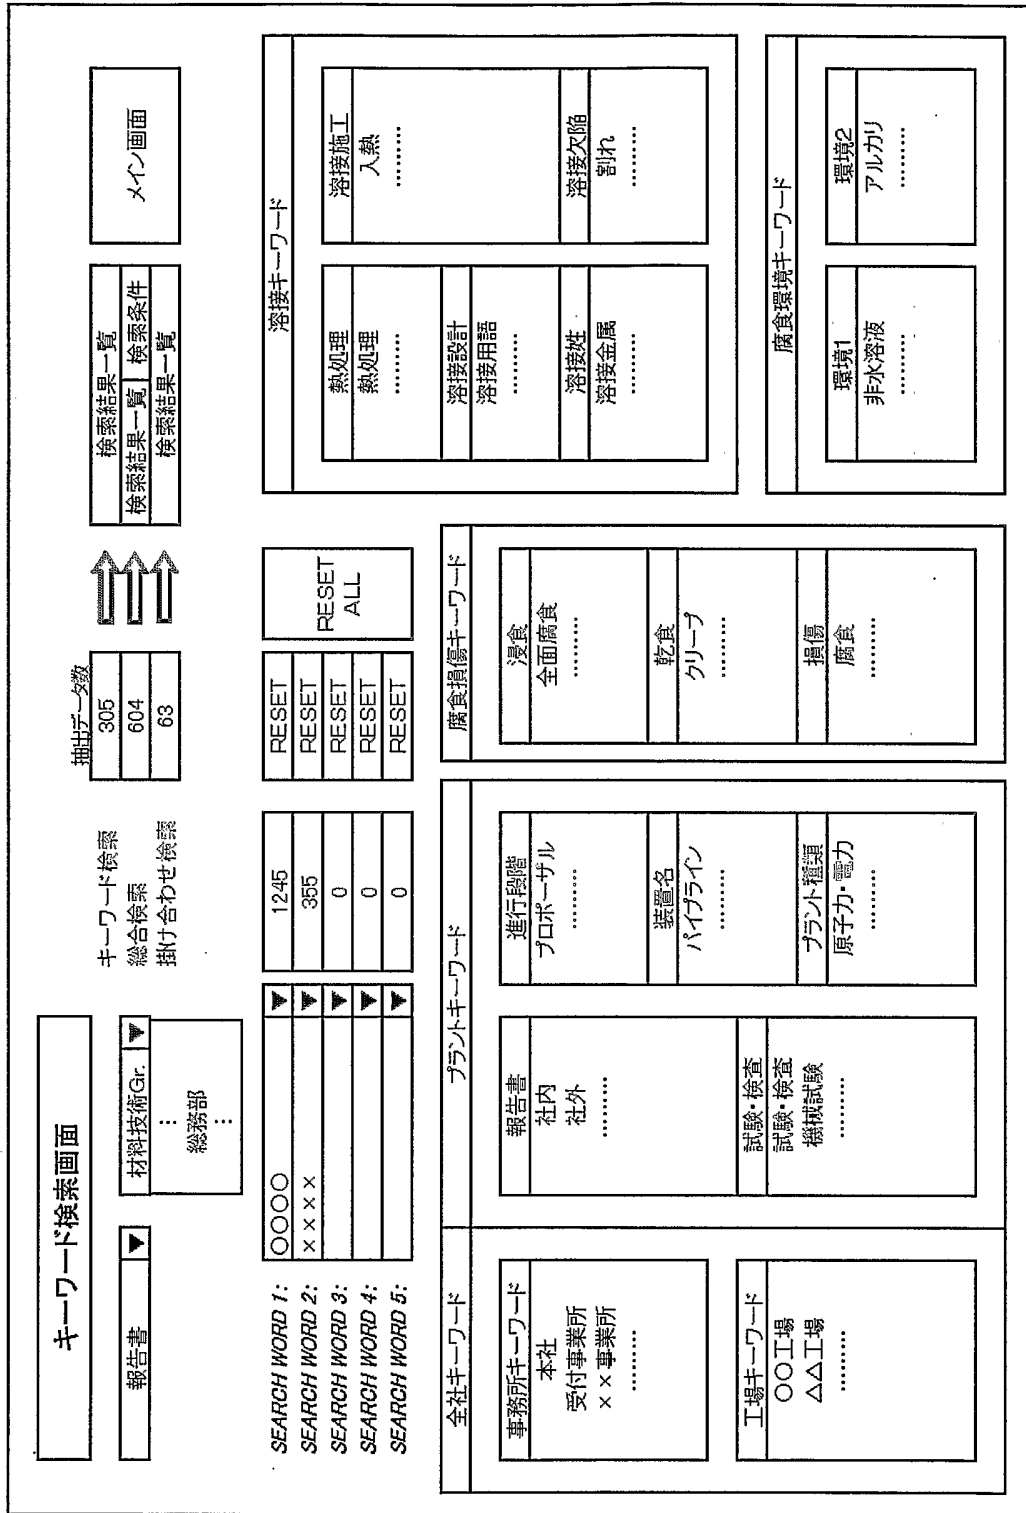 キーワード検索画面
報告書 ▼
材料技術Gr. ▼
⋮
総務部
⋮
抽出データ数
キーワード検索 305 検索結果一覧
総合検索 604 検索結果一覧 検索条件
掛け合わせ検索 63 検索結果一覧
メイン画面
SEARCH WORD 1: ○○○○ ▼ 1245 RESET
SEARCH WORD 2: ×××× ▼ 355 RESET
SEARCH WORD 3: ▼ 0 RESET
SEARCH WORD 4: ▼ 0 RESET
SEARCH WORD 5: ▼ 0 RESET
RESET
ALL
全社キーワード
事務所キーワード
本社
受付事業所
××事業所
………
工場キーワード
○○工場
△△工場
………
プラントキーワード
報告書
社内
社外
………
試験・検査
試験・検査
機械試験
………
進行段階
プロポーザル
………
装置名
パイプライン
………
プラント種類
原子力・電力
………
腐食損傷キーワード
浸食
全面腐食
………
乾食
クリープ
………
損傷
腐食
………
溶接キーワード
熱処理
熱処理
………
溶接設計
溶接用語
………
溶接姓
溶接金属
………
溶接施工
入熱
………
溶接欠陥
割れ
………
腐食環境キーワード
環境1
非水溶液
………
環境2
アルカリ
………